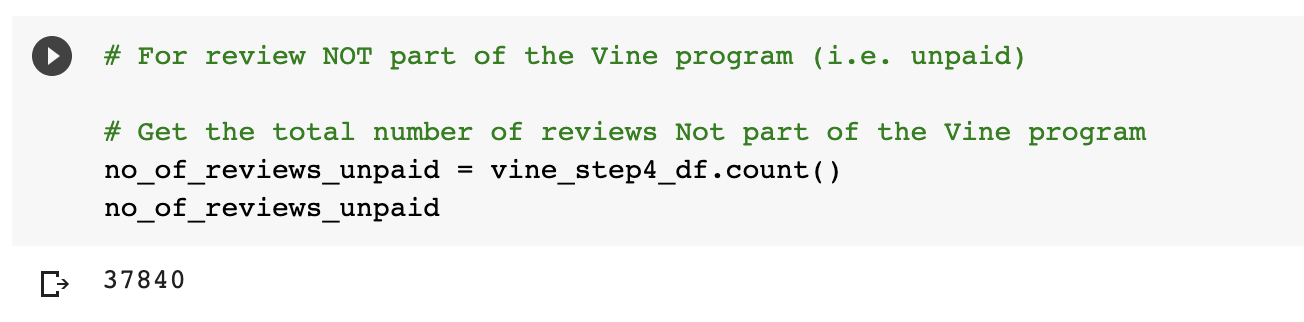 # For review NOT part of the Vine program (i.e. unpaid)
# Get the total number of reviews Not part of the Vine program
no_of_reviews_unpaid = vine_step4_df.count()
no_of_reviews_unpaid
37840